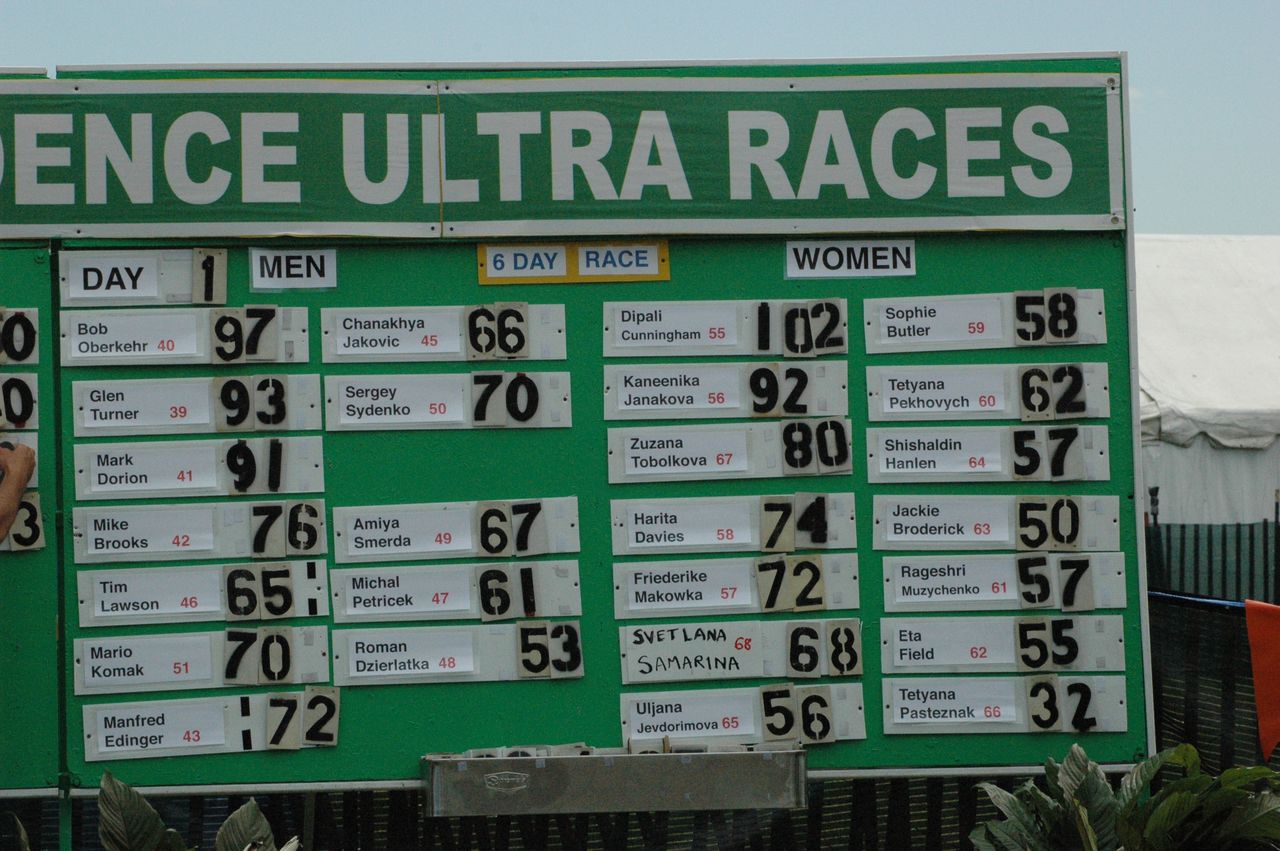 DENCE ULTRA RACES
DAY 1 MEN 6 DAY RACE WOMEN
Bob
Oberkehr 40 97
Glen
Turner 39 93
Mark
Dorion 41 91
Mike
Brooks 42 76
Tim
Lawson 46 65
Mario
Komak 51 70
Manfred
Edinger 43 72
Chanakhya
Jakovic 45 66
Sergey
Sydenko 50 70
Amiya
Smerda 49 67
Michal
Petricek 47 61
Roman
Dzierlatka 48 53
Dipali
Cunningham 55 102
Kaneenika
Janakova 56 92
Zuzana
Tobolkova 67 80
Harita
Davies 58 74
Friederike
Makowka 57 72
SVETLANA 68
SAMARINA 68
Uljana
Jevdorimova 65 56
Sophie
Butler 59 58
Tetyana
Pekhovych 60 62
Shishaldin
Hanlen 64 57
Jackie
Broderick 63 50
Rageshri
Muzychenko 61 57
Eta
Field 62 55
Tetyana
Pasteznak 66 32
0
0
3